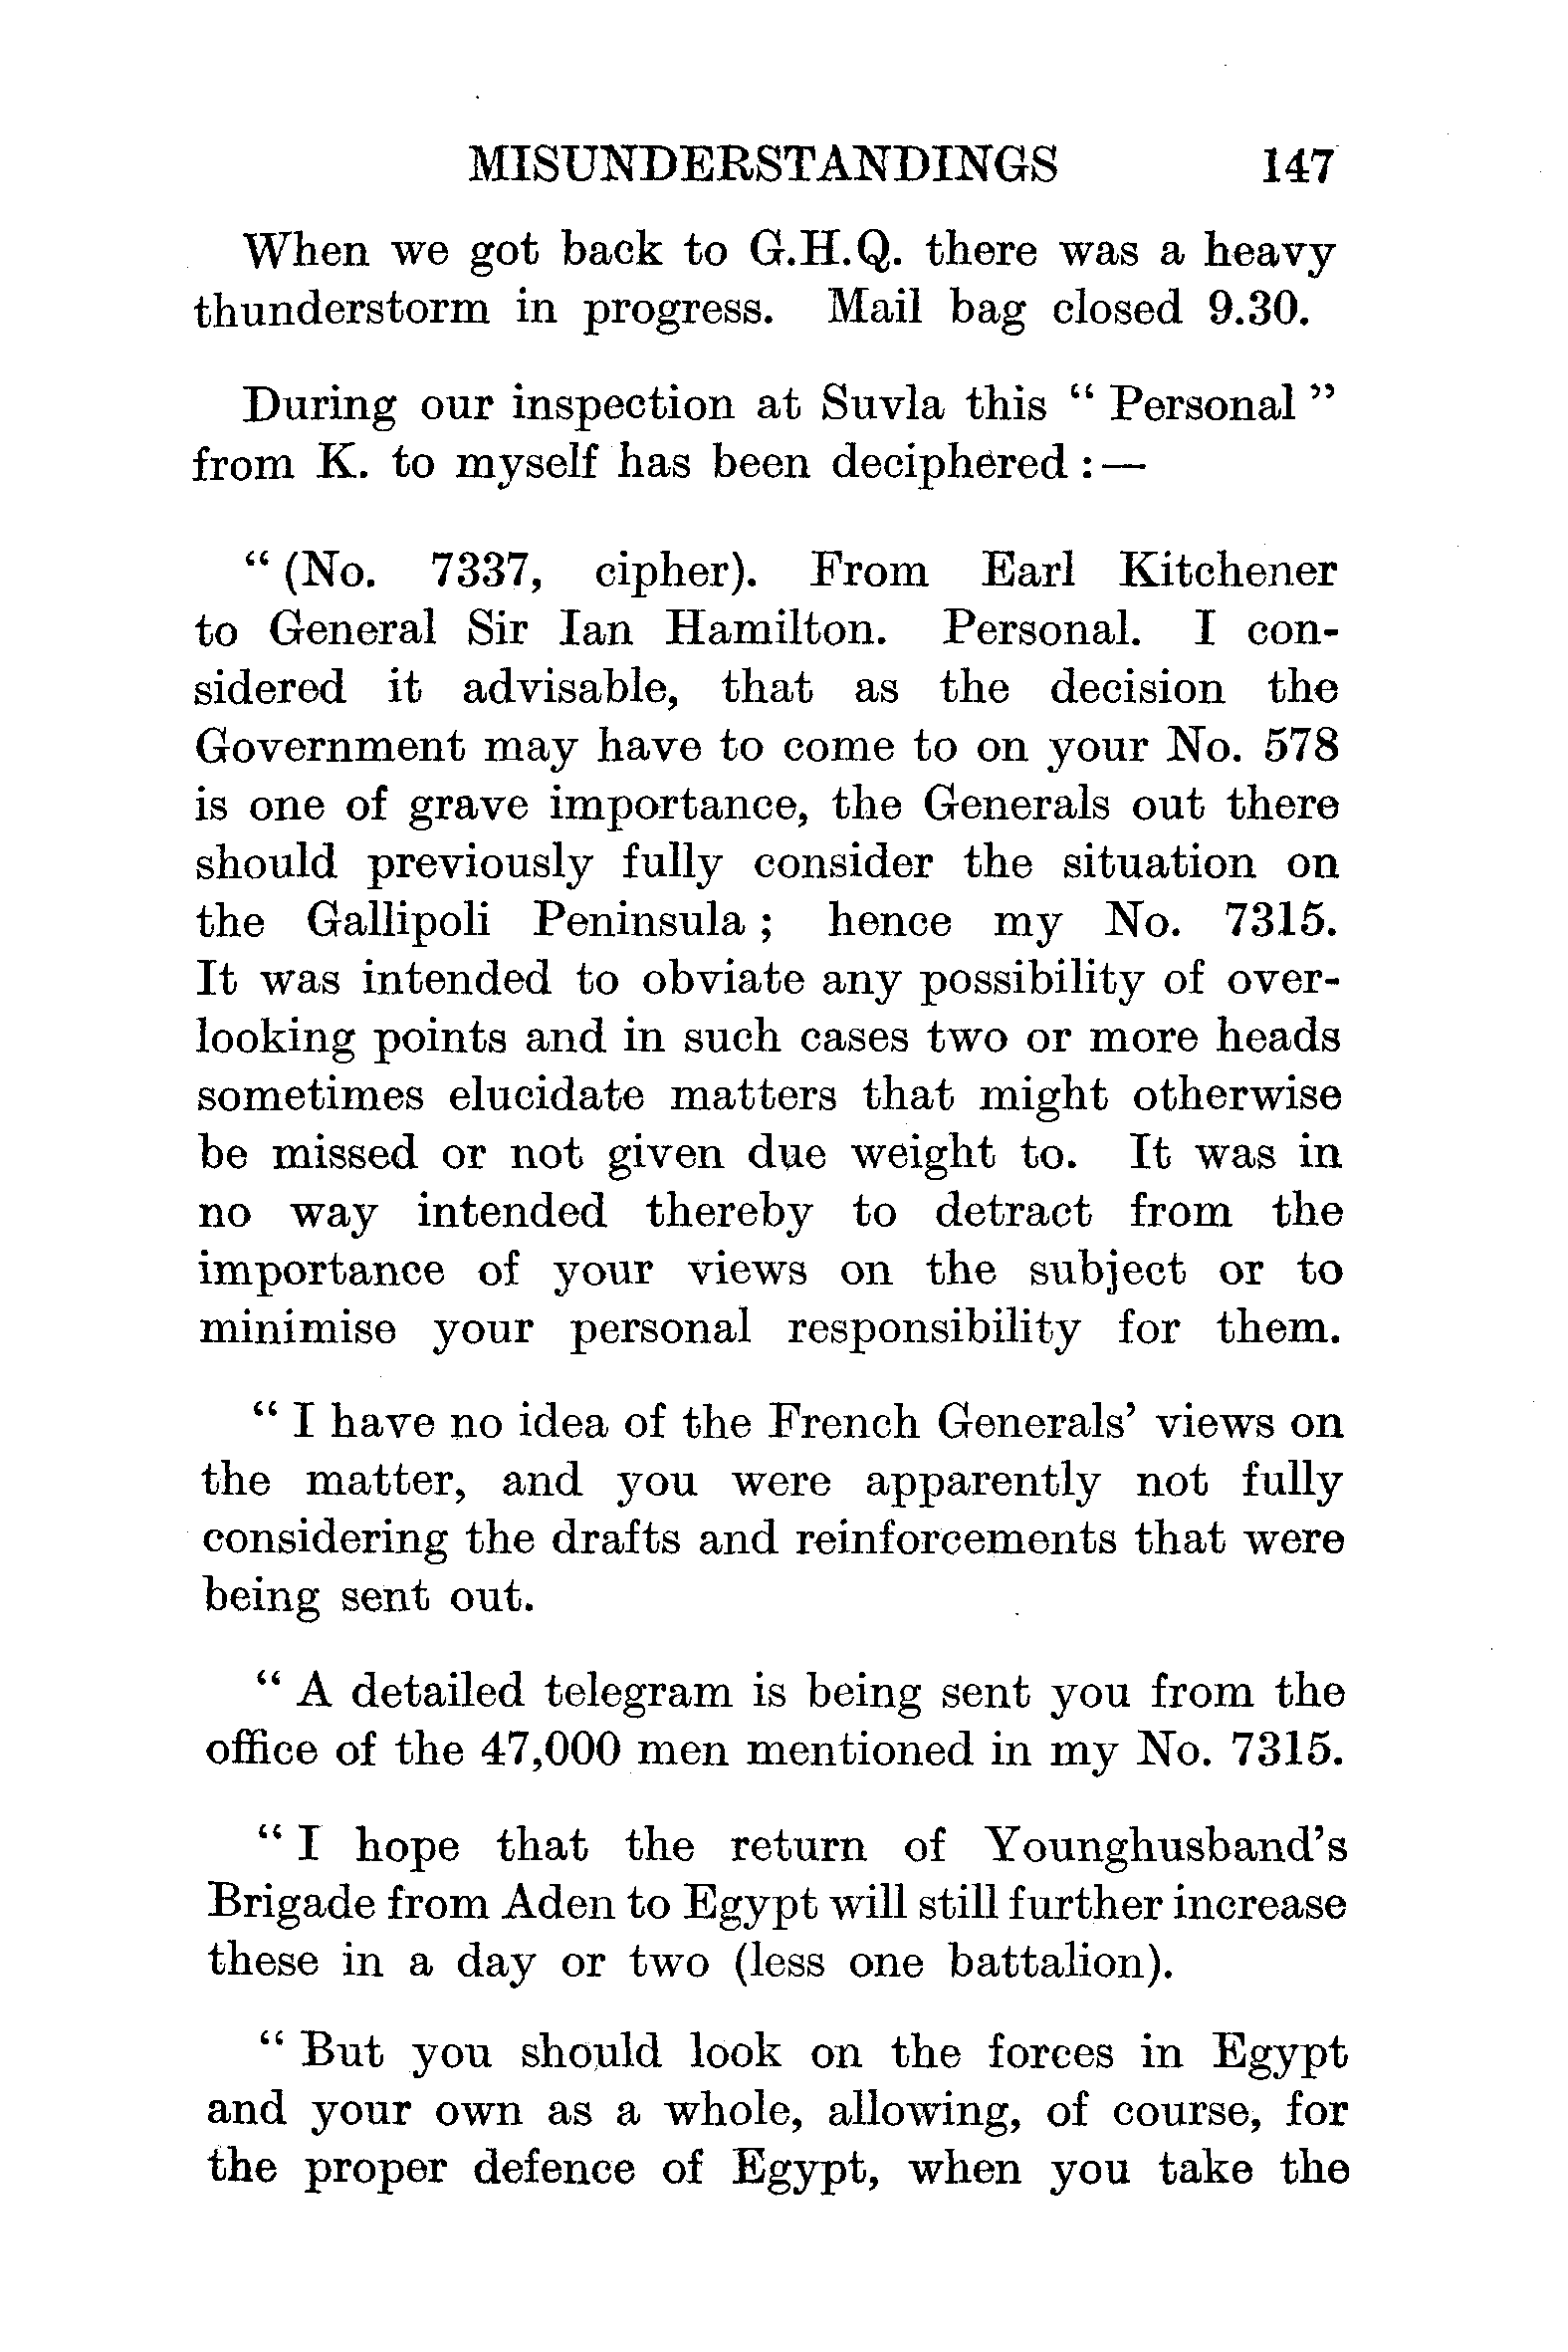 MISUNDERSTANDINGS 147
When we got back to G.H.Q. there was a heavy
thunderstorm in progress. Mail bag closed 9.30.
During our inspection at Suvla this “ Personal ”
from K. to myself has been deciphered :—
“ (No. 7337, cipher). From Earl Kitchener
to General Sir Ian Hamilton. Personal. I con-
sidered it advisable, that as the decision the
Government may have to come to on your No. 578
is one of grave importance, the Generals out there
should previously fully consider the situation on
the Gallipoli Peninsula ; hence my No. 7315.
It was intended to obviate any possibility of over-
looking points and in such cases two or more heads
sometimes elucidate matters that might otherwise
be missed or not given due weight to. It was in
no way intended thereby to detract from the
importance of your views on the subject or to
minimise your personal responsibility for them.
“ I have no idea of the French Generals’ views on
the matter, and you were apparently not fully
considering the drafts and reinforcements that were
being sent out.
“ A detailed telegram is being sent you from the
office of the 47,000 men mentioned in my No. 7315.
“ I hope that the return of Younghusband’s
Brigade from Aden to Egypt will still further increase
these in a day or two (less one battalion).
“ But you should look on the forces in Egypt
and your own as a whole, allowing, of course, for
the proper defence of Egypt, when you take the